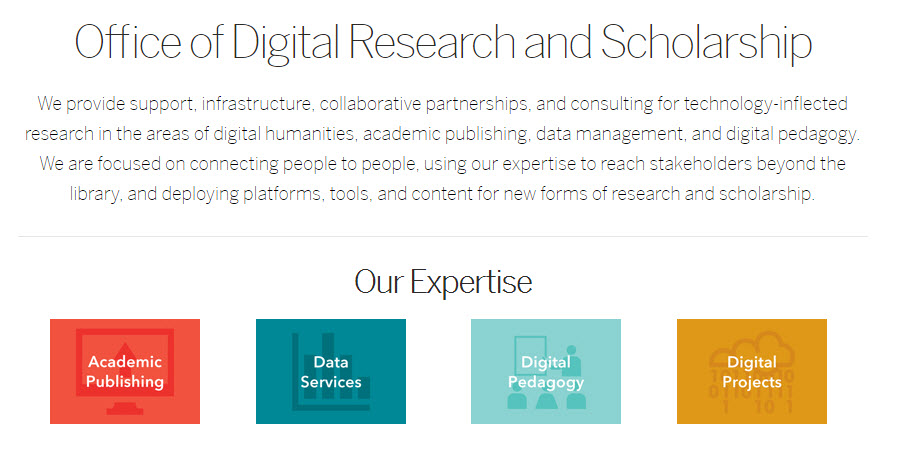 Office of Digital Research and Scholarship
We provide support, infrastructure, collaborative partnerships, and consulting for technology-inflected
research in the areas of digital humanities, academic publishing, data management, and digital pedagogy.
We are focused on connecting people to people, using our expertise to reach stakeholders beyond the
library, and deploying platforms, tools, and content for new forms of research and scholarship.
Our Expertise
Academic
Publishing
Data
Services
Digital
Pedagogy
Digital
Projects